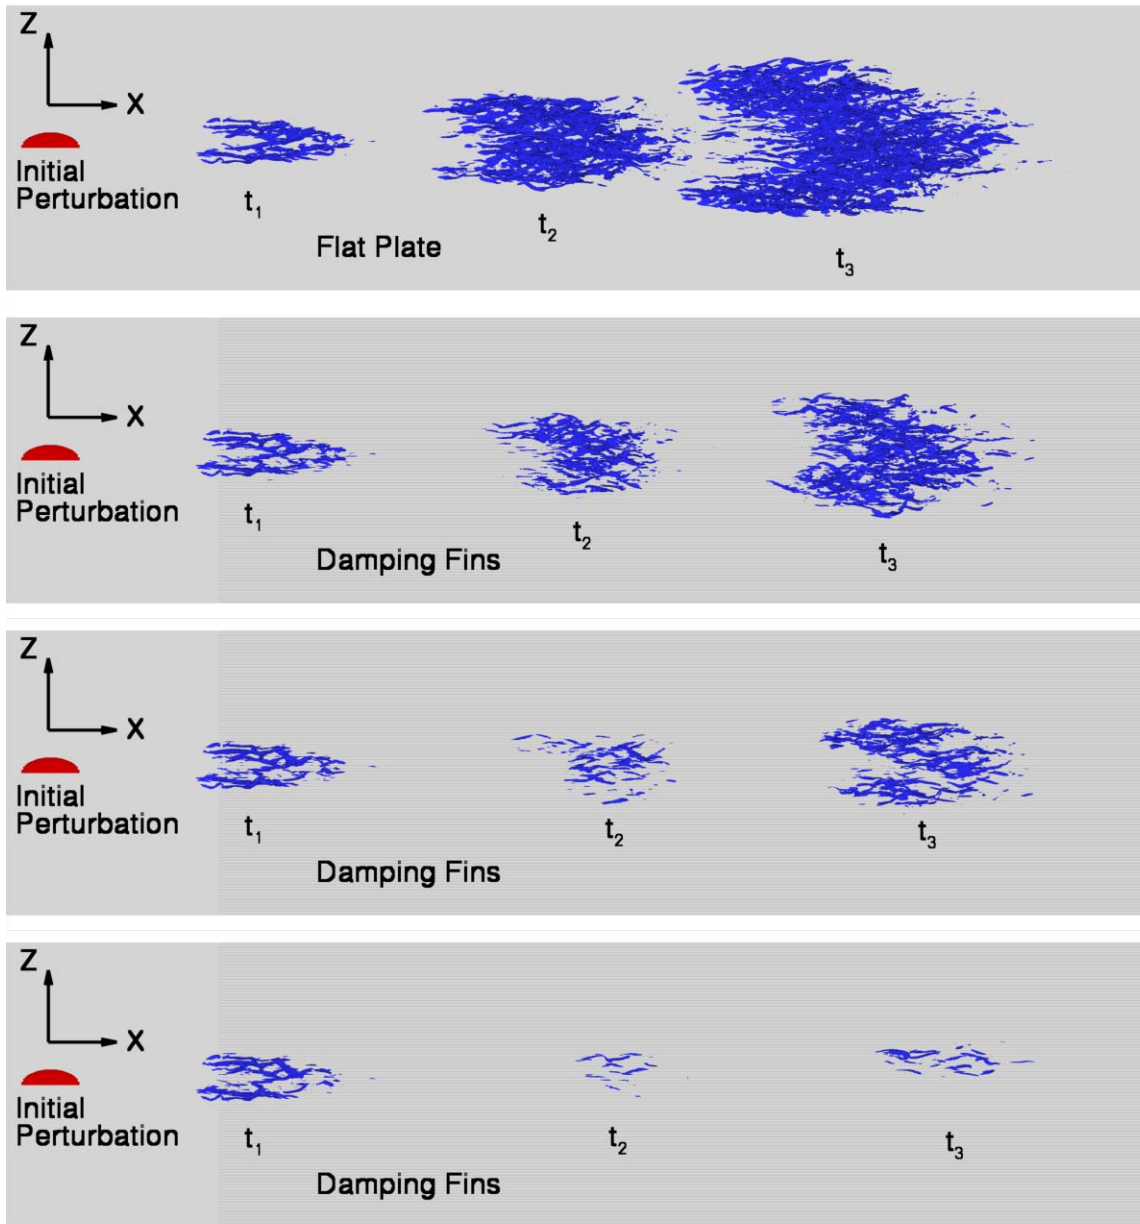 Z
X
Initial
Perturbation
t₁
t₂
t₃
Flat Plate
Z
X
Initial
Perturbation
t₁
t₂
t₃
Damping Fins
Z
X
Initial
Perturbation
t₁
t₂
t₃
Damping Fins
Z
X
Initial
Perturbation
t₁
t₂
t₃
Damping Fins